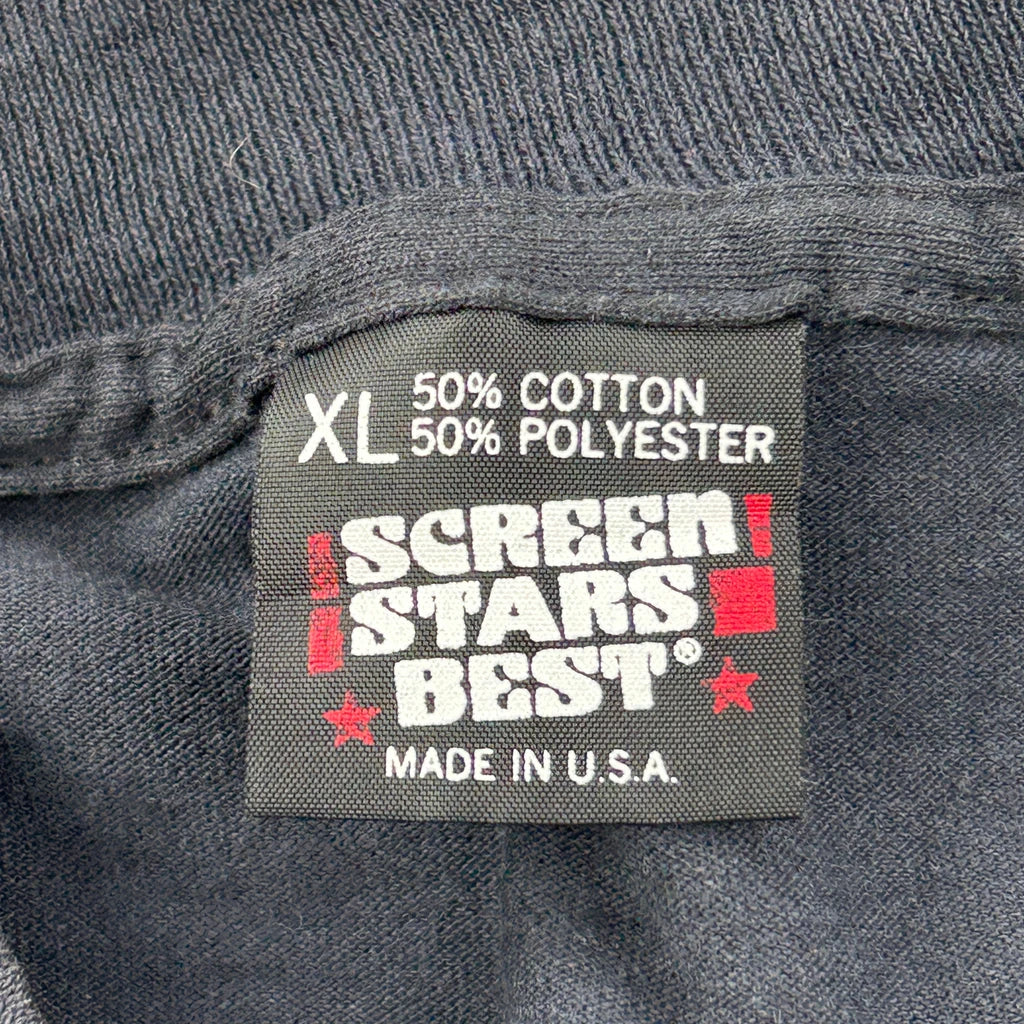 XL
50% COTTON
50% POLYESTER
SCREEN
STARS
BEST®
MADE IN U.S.A.